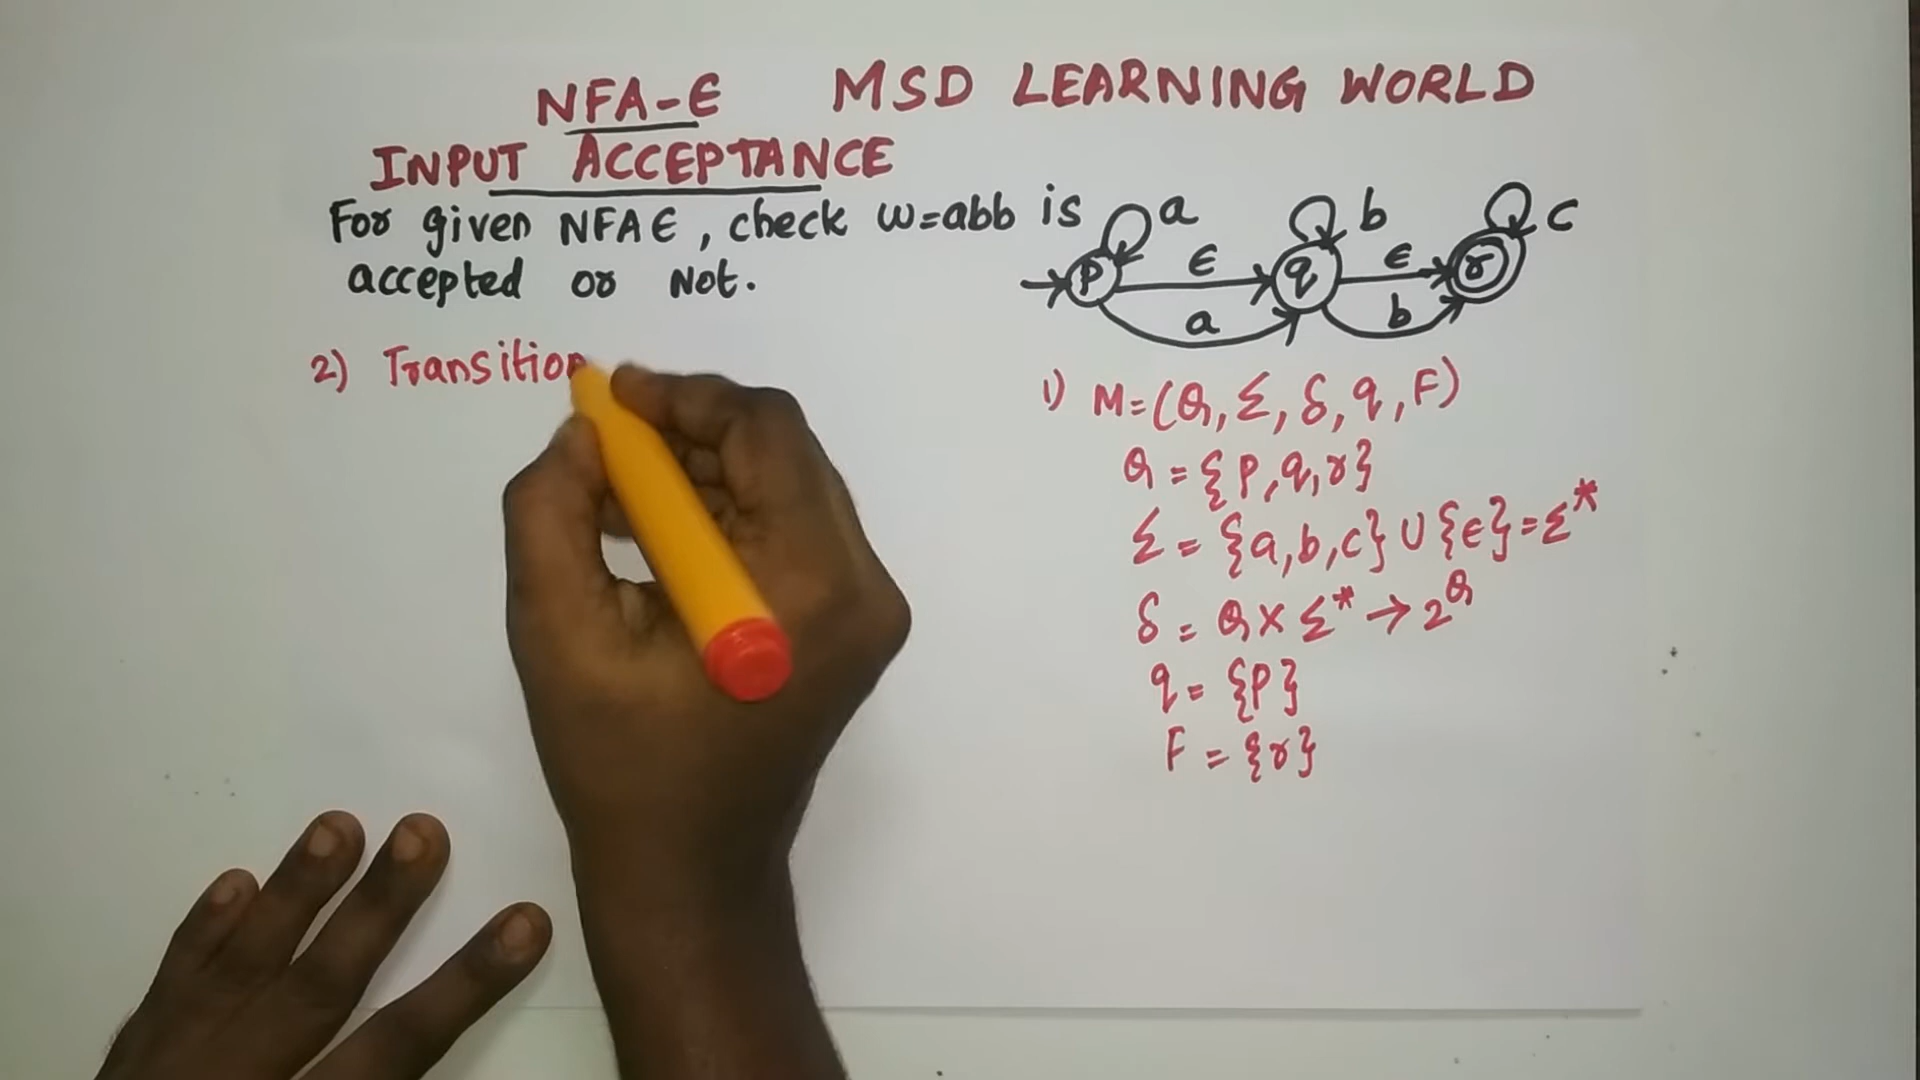 NFA-ϵ MSD LEARNING WORLD
INPUT ACCEPTANCE
For given NFAϵ, check w=abb is
accepted or Not.
a b c
p ϵ q ϵ r
a b
2) Transition
1) M=(Q, Σ, δ, q, F)
Q = {p,q,r}
Σ = {a,b,c} ∪ {ϵ} = Σ*
δ = Q × Σ* → 2^Q
q = {p}
F = {r}